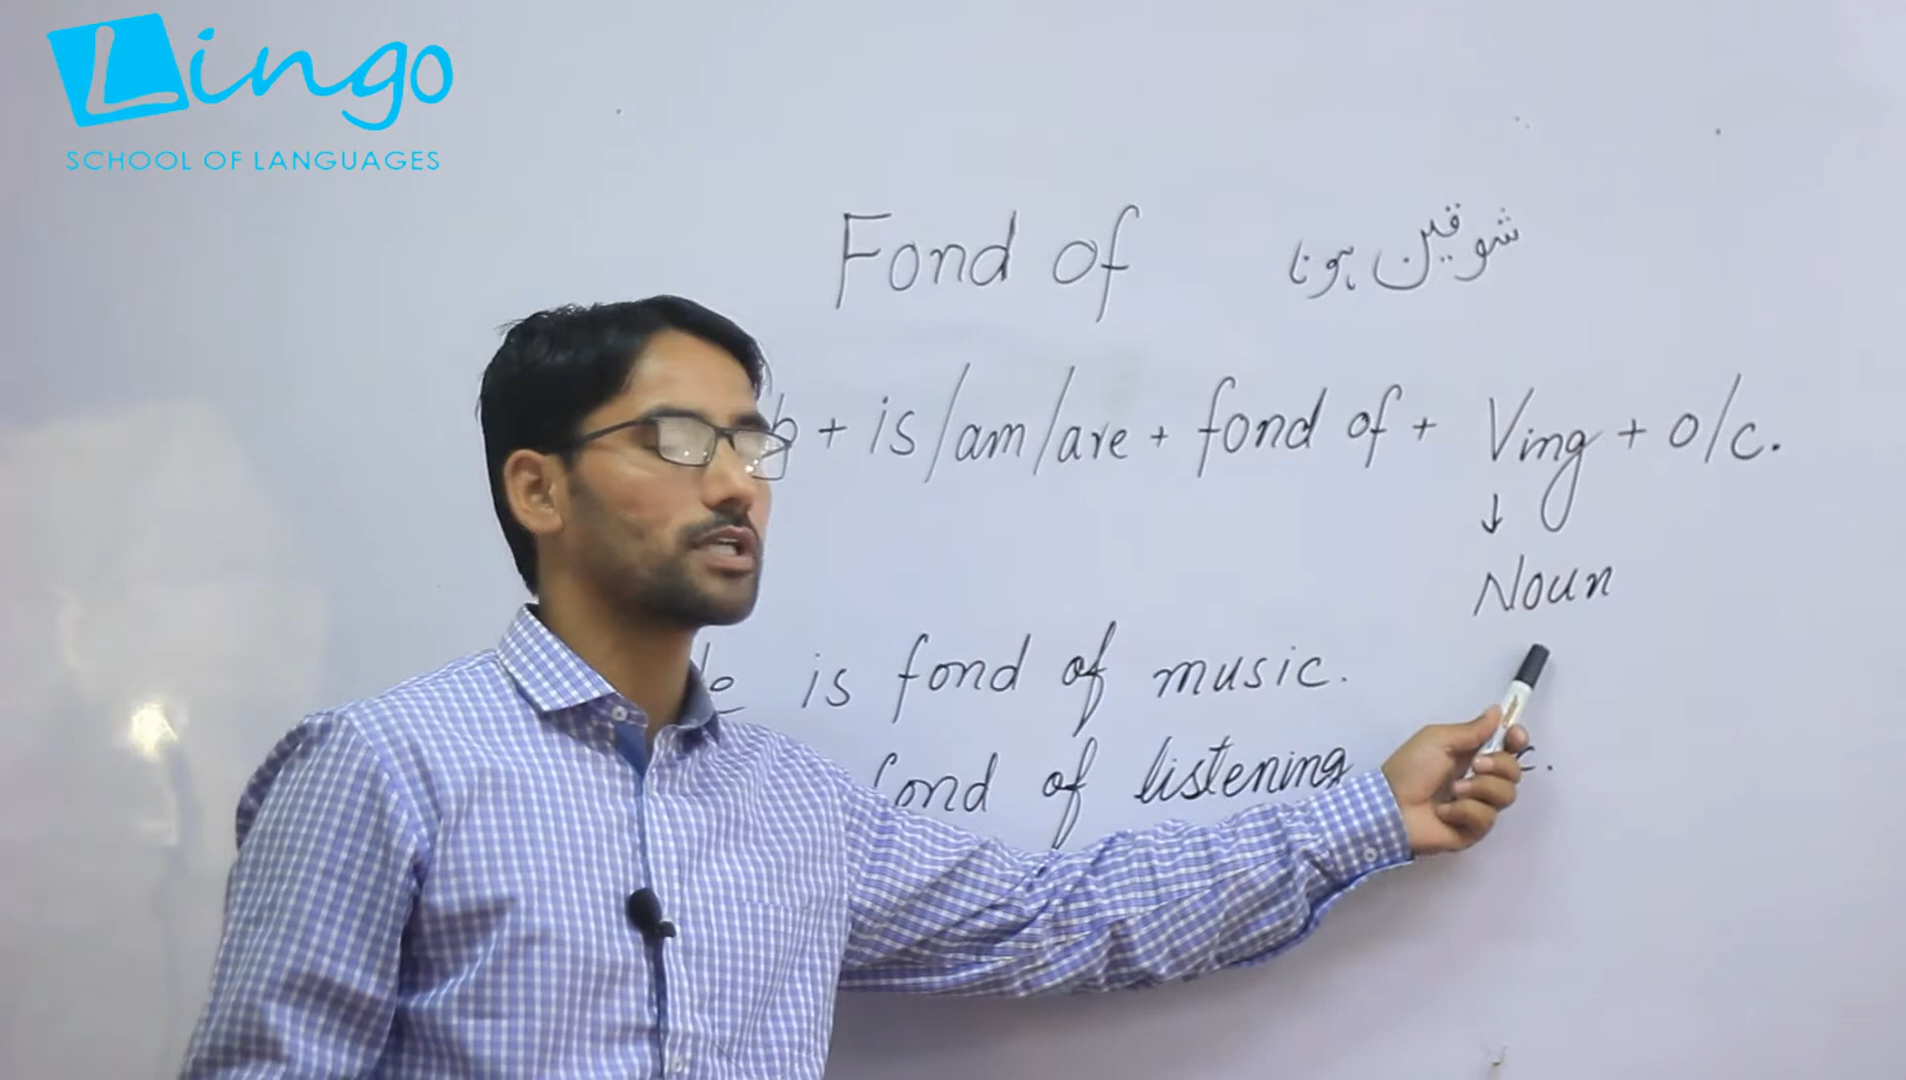 Lingo
SCHOOL OF LANGUAGES
Fond of شوقین ہونا
+ is/am/are + fond of + Ving + o/c.
↓
Noun
is fond of music.
fond of listening